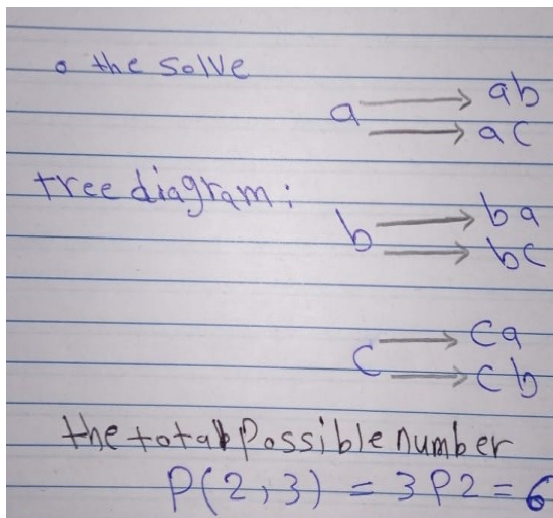 • the solve
a → ab
→ ac
tree diagram:
b → ba
→ bc
c → ca
→ cb
the total Possible number
P(2,3) = 3P2 = 6